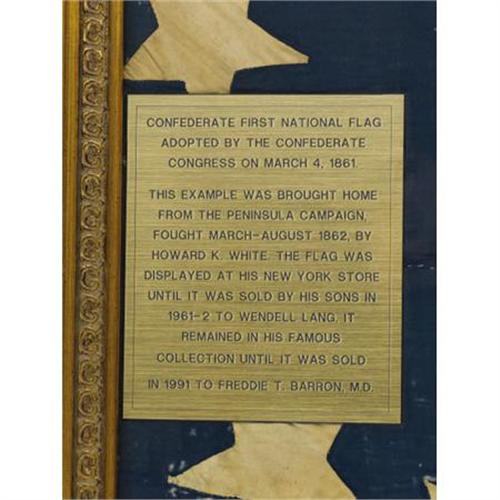 CONFEDERATE FIRST NATIONAL FLAG
ADOPTED BY THE CONFEDERATE
CONGRESS ON MARCH 4, 1861.
THIS EXAMPLE WAS BROUGHT HOME
FROM THE PENINSULA CAMPAIGN,
FOUGHT MARCH-AUGUST 1862, BY
HOWARD K. WHITE. THE FLAG WAS
DISPLAYED AT HIS NEW YORK STORE
UNTIL IT WAS SOLD BY HIS SONS IN
1961-2 TO WENDELL LANG. IT
REMAINED IN HIS FAMOUS
COLLECTION UNTIL IT WAS SOLD
IN 1991 TO FREDDIE T. BARRON, M.D.